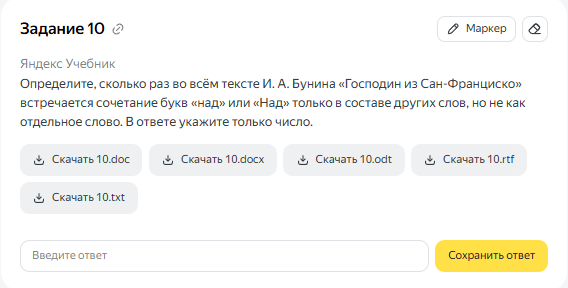 Задание 10
Маркер
Яндекс Учебник
Определите, сколько раз во всём тексте И. А. Бунина «Господин из Сан-Франциско»
встречается сочетание букв «над» или «Над» только в составе других слов, но не как
отдельное слово. В ответе укажите только число.
Скачать 10.doc
Скачать 10.docx
Скачать 10.odt
Скачать 10.rtf
Скачать 10.txt
Введите ответ
Сохранить ответ